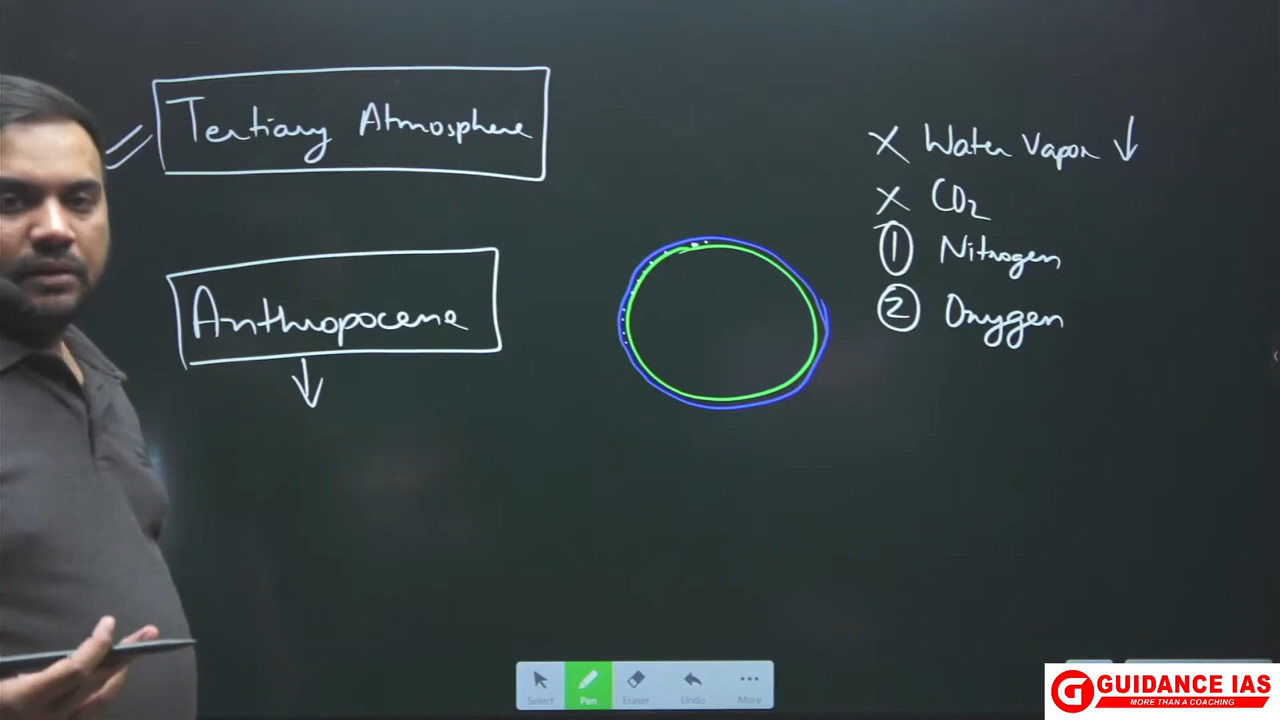 Tertiary Atmosphere
Anthropocene
X Water Vapor ↓
X CO2
1 Nitrogen
2 Oxygen
Select
Pen
Eraser
Undo
More
G GUIDANCE IAS
MORE THAN A COACHING